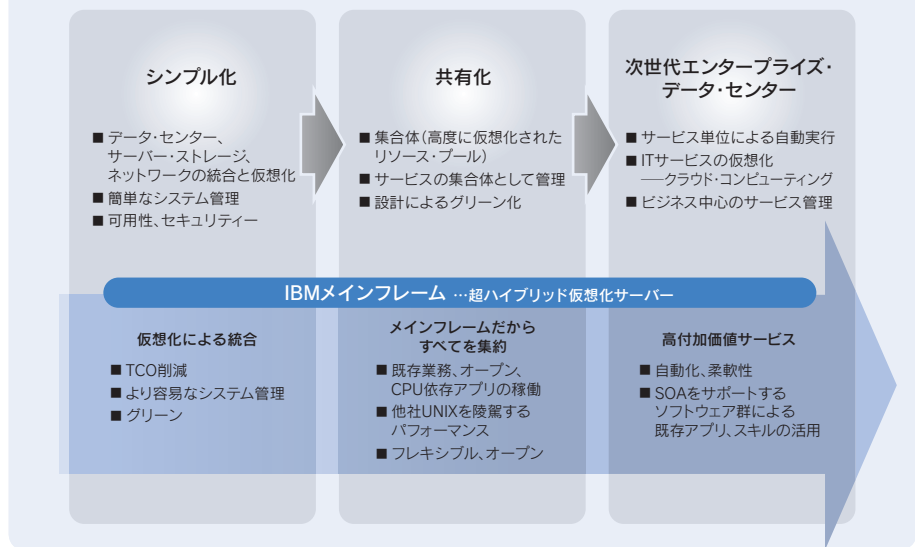 シンプル化
■ データ・センター、
サーバー・ストレージ、
ネットワークの統合と仮想化
■ 簡単なシステム管理
■ 可用性、セキュリティー
共有化
■ 集合体（高度に仮想化された
リソース・プール）
■ サービスの集合体として管理
■ 設計によるグリーン化
次世代エンタープライズ・
データ・センター
■ サービス単位による自動実行
■ ITサービスの仮想化
――クラウド・コンピューティング
■ ビジネス中心のサービス管理
IBMメインフレーム …超ハイブリッド仮想化サーバー
仮想化による統合
■ TCO削減
■ より容易なシステム管理
■ グリーン
メインフレームだから
すべてを集約
■ 既存業務、オープン、
CPU依存アプリの稼働
■ 他社UNIXを陵駕する
パフォーマンス
■ フレキシブル、オープン
高付加価値サービス
■ 自動化、柔軟性
■ SOAをサポートする
ソフトウェア群による
既存アプリ、スキルの活用